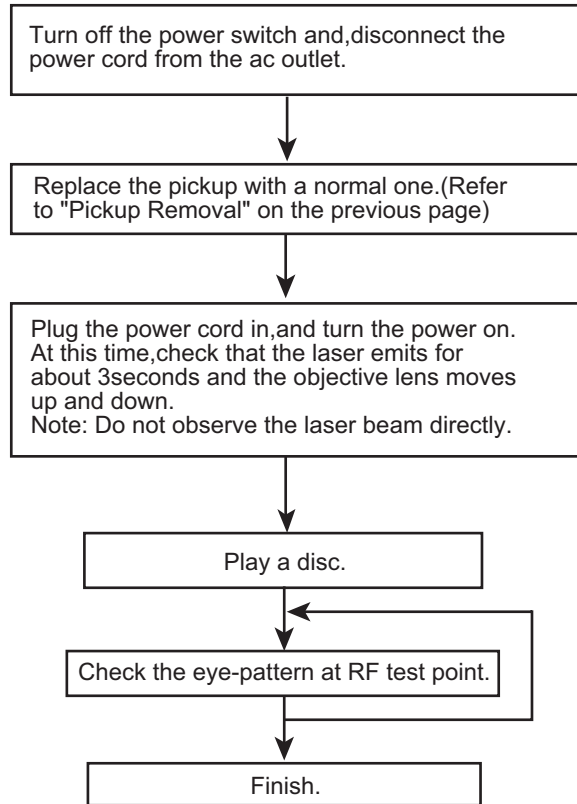 Turn off the power switch and,disconnect the
power cord from the ac outlet.
Replace the pickup with a normal one.(Refer
to "Pickup Removal" on the previous page)
Plug the power cord in,and turn the power on.
At this time,check that the laser emits for
about 3seconds and the objective lens moves
up and down.
Note: Do not observe the laser beam directly.
Play a disc.
Check the eye-pattern at RF test point.
Finish.